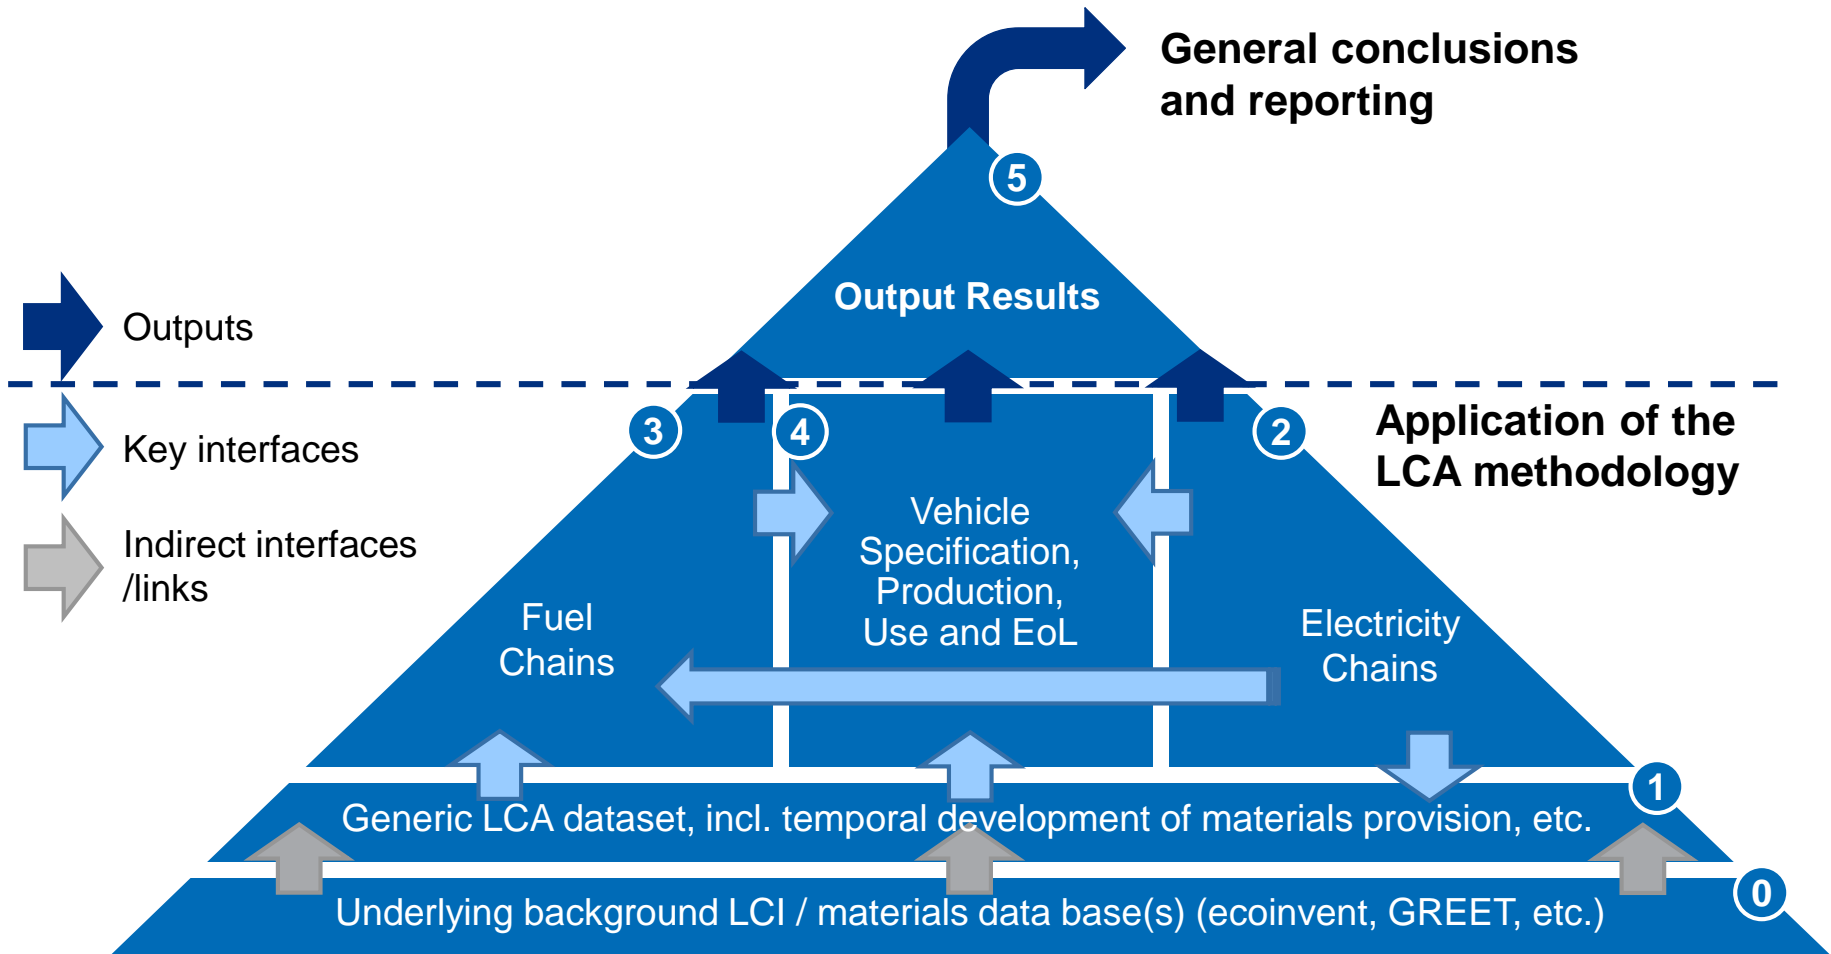 General conclusions
and reporting
5
Output Results
Outputs
Key interfaces
Indirect interfaces
/links
3
4
2
Application of the
LCA methodology
Vehicle
Specification,
Production,
Use and EoL
Fuel
Chains
Electricity
Chains
1
Generic LCA dataset, incl. temporal development of materials provision, etc.
0
Underlying background LCI / materials data base(s) (ecoinvent, GREET, etc.)